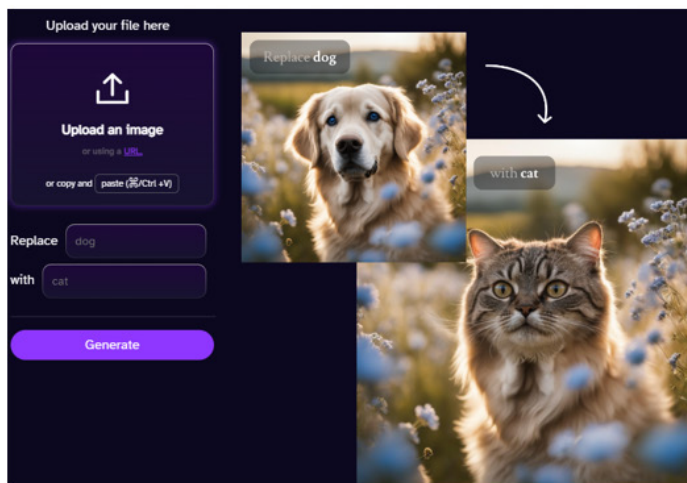 Upload your file here
Upload an image
or using a URL.
or copy and paste (⌘/Ctrl +V)
Replace dog
with cat
Generate
Replace dog
with cat